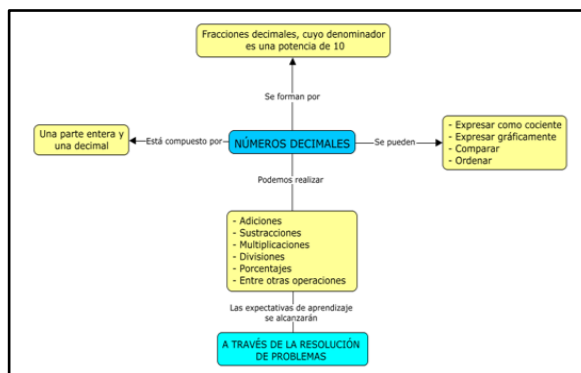 Fracciones decimales, cuyo denominador
es una potencia de 10
Se forman por
Una parte entera y
una decimal
Está compuesto por
NÚMEROS DECIMALES
Se pueden
- Expresar como cociente
- Expresar gráficamente
- Comparar
- Ordenar
Podemos realizar
- Adiciones
- Sustracciones
- Multiplicaciones
- Divisiones
- Porcentajes
- Entre otras operaciones
Las expectativas de aprendizaje
se alcanzarán
A TRAVÉS DE LA RESOLUCIÓN
DE PROBLEMAS